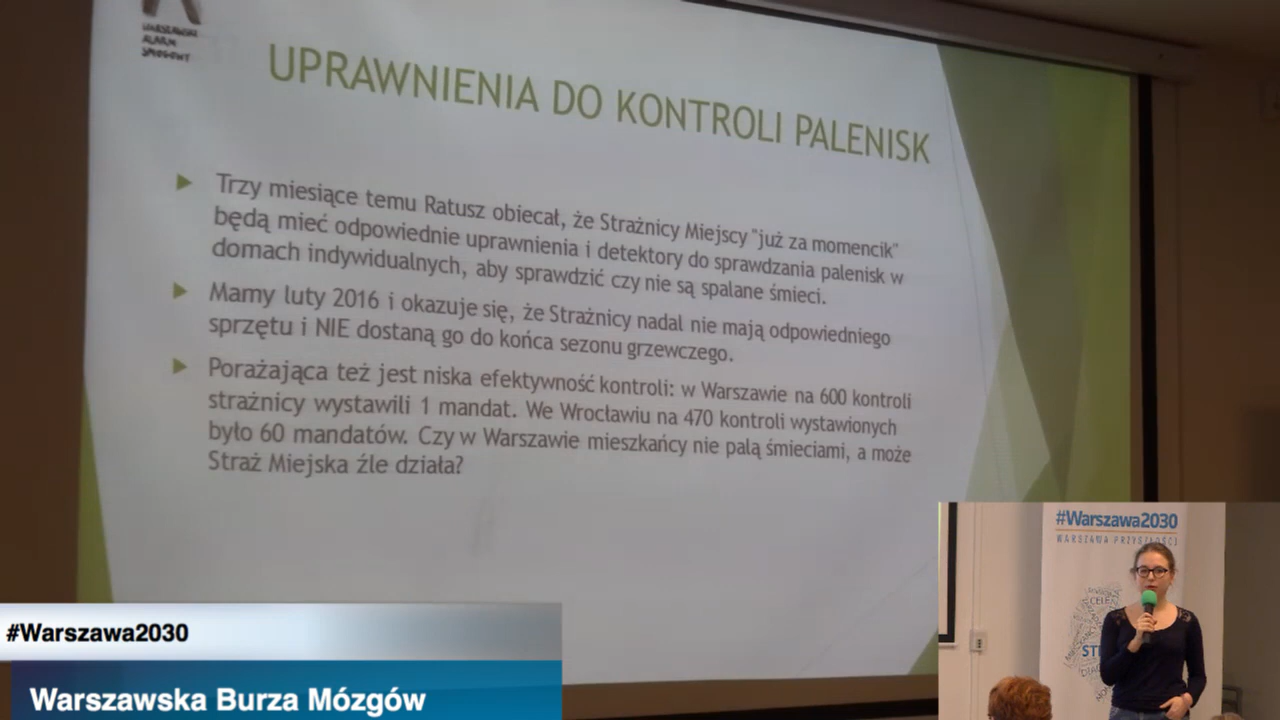 WARSZAWSKI
ALARM
SMOGOWY
UPRAWNIENIA DO KONTROLI PALENISK
Trzy miesiące temu Ratusz obiecał, że Strażnicy Miejscy "już za momencik"
będą mieć odpowiednie uprawnienia i detektory do sprawdzania palenisk w
domach indywidualnych, aby sprawdzić czy nie są spalane śmieci.
Mamy luty 2016 i okazuje się, że Strażnicy nadal nie mają odpowiedniego
sprzętu i NIE dostaną go do końca sezonu grzewczego.
Porażająca też jest niska efektywność kontroli: w Warszawie na 600 kontroli
strażnicy wystawili 1 mandat. We Wrocławiu na 470 kontroli wystawionych
było 60 mandatów. Czy w Warszawie mieszkańcy nie palą śmieciami, a może
Straż Miejska źle działa?
#Warszawa2030
WARSZAWA PRZYSZŁOŚCI
CELE
#Warszawa2030
Warszawska Burza Mózgów